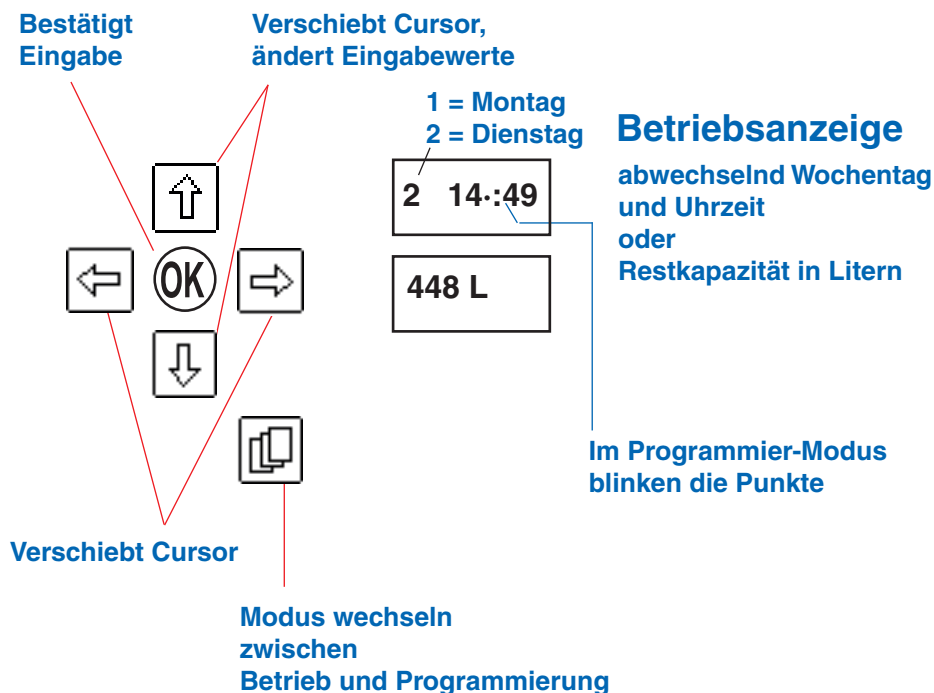 Bestätigt
Eingabe
Verschiebt Cursor,
ändert Eingabewerte
1 = Montag
2 = Dienstag
Betriebsanzeige
abwechselnd Wochentag
und Uhrzeit
oder
Restkapazität in Litern
2 14·:49
OK
448 L
Im Programmier-Modus
blinken die Punkte
Verschiebt Cursor
Modus wechseln
zwischen
Betrieb und Programmierung